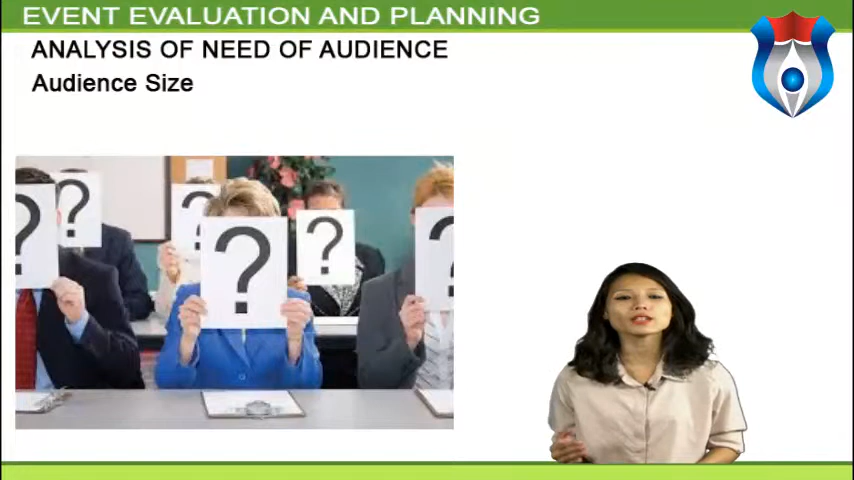 EVENT EVALUATION AND PLANNING
ANALYSIS OF NEED OF AUDIENCE
Audience Size
?
?
?
?
?
?